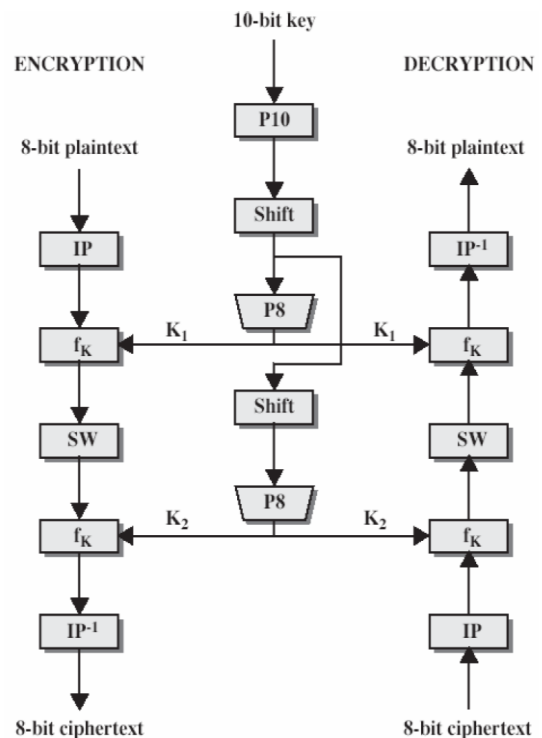 10-bit key
ENCRYPTION
DECRYPTION
P10
8-bit plaintext
8-bit plaintext
Shift
IP
IP-1
P8
K1
K1
fK
fK
Shift
SW
SW
P8
K2
K2
fK
fK
IP-1
IP
8-bit ciphertext
8-bit ciphertext